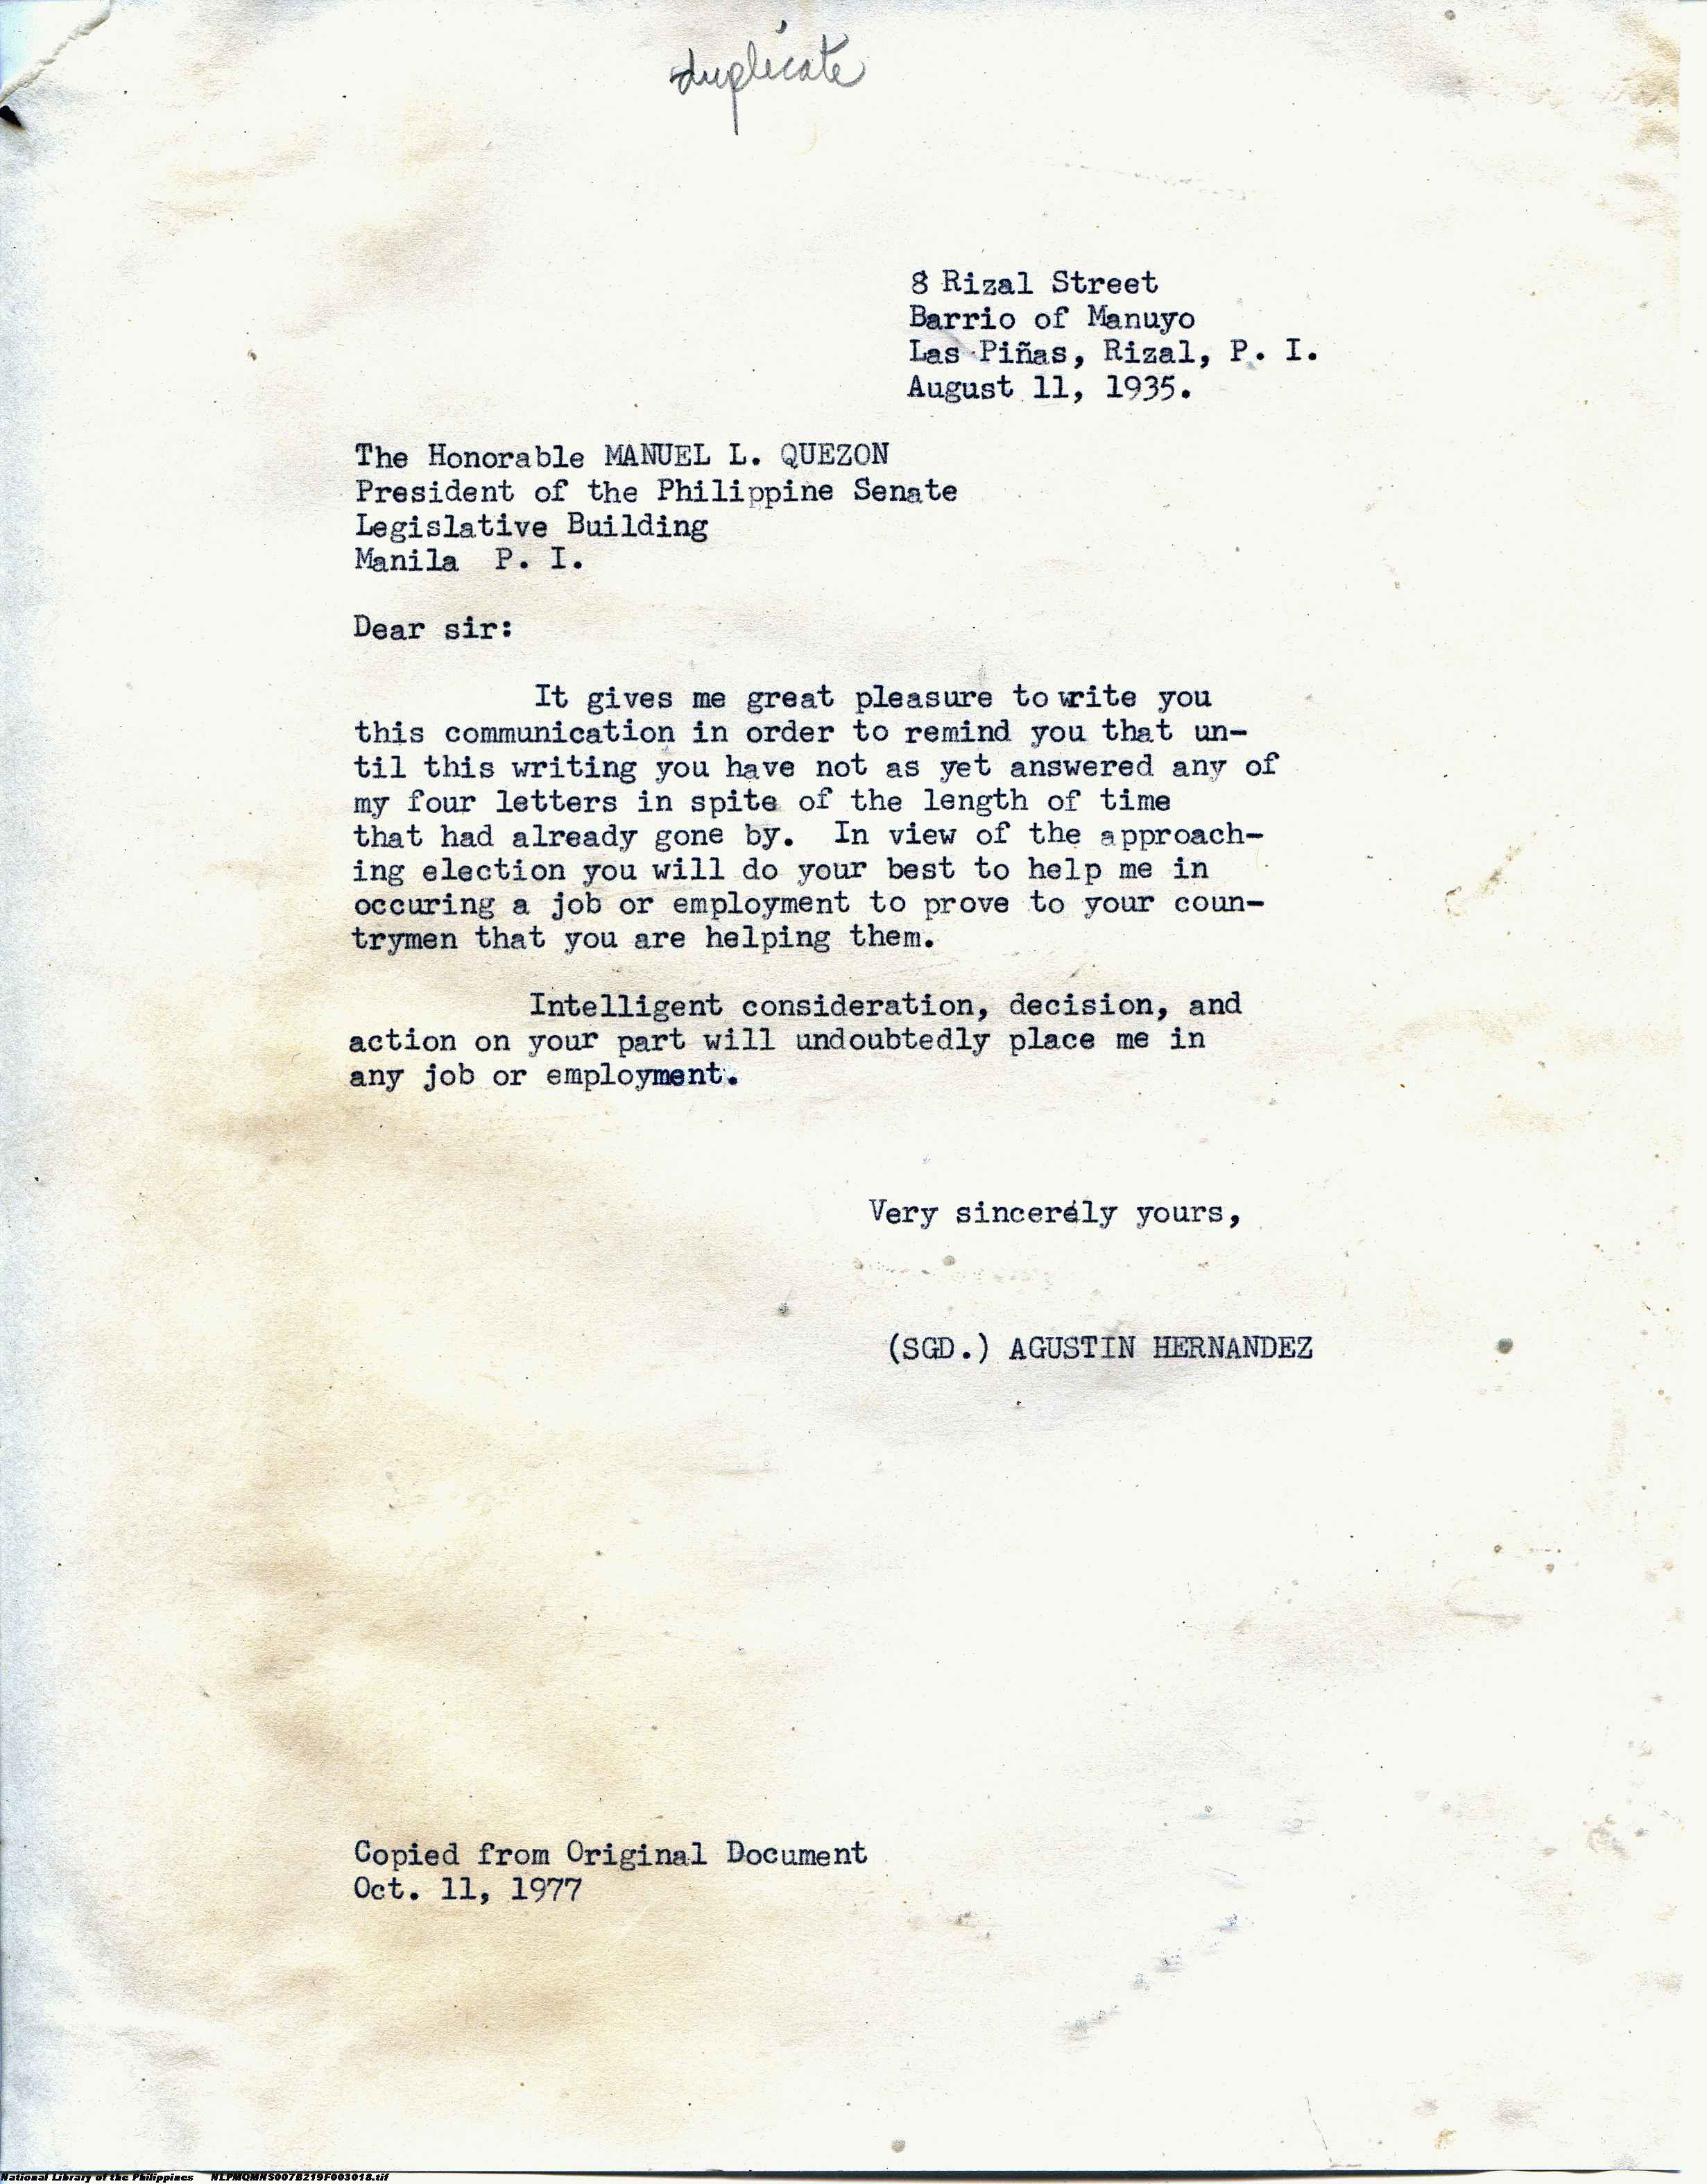 duplicate
8 Rizal Street
Barrio of Manuyo
Las Piñas, Rizal, P. I.
August 11, 1935.
The Honorable MANUEL L. QUEZON
President of the Philippine Senate
Legislative Building
Manila P. I.
Dear sir:
It gives me great pleasure to write you
this communication in order to remind you that un-
til this writing you have not as yet answered any of
my four letters in spite of the length of time
that had already gone by. In view of the approach-
ing election you will do your best to help me in
occuring a job or employment to prove to your coun-
trymen that you are helping them.
Intelligent consideration, decision, and
action on your part will undoubtedly place me in
any job or employment.
Very sincerely yours,
(SGD.) AGUSTIN HERNANDEZ
Copied from Original Document
Oct. 11, 1977
National Library of the Philippines NLPMQMNS007B219F003018.tif